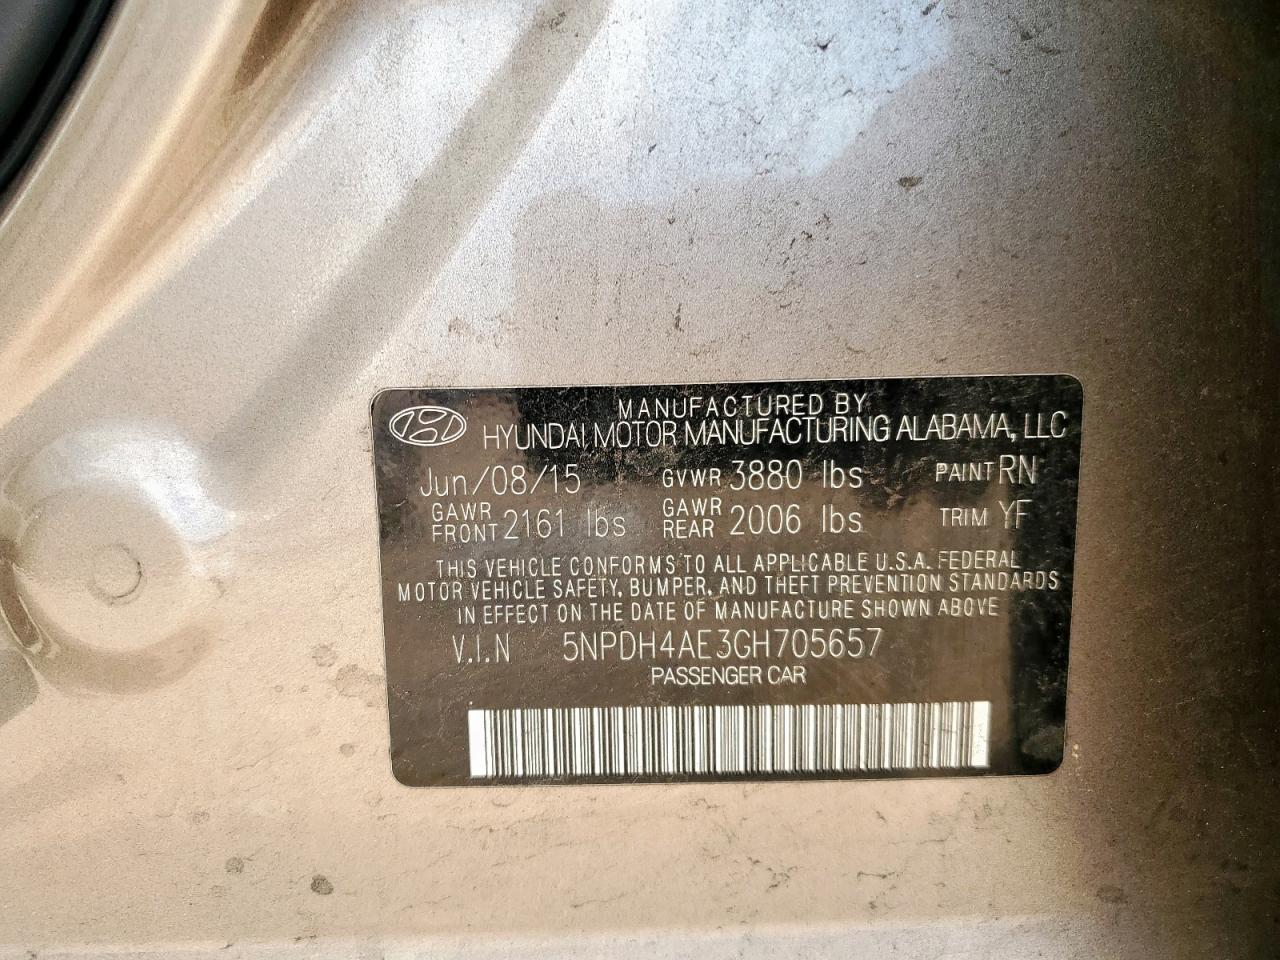 MANUFACTURED BY
HYUNDAI MOTOR MANUFACTURING ALABAMA, LLC
Jun/08/15 GVWR 3880 lbs PAINT RN
GAWR FRONT 2161 lbs GAWR REAR 2006 lbs TRIM YF
THIS VEHICLE CONFORMS TO ALL APPLICABLE U.S.A. FEDERAL
MOTOR VEHICLE SAFETY, BUMPER, AND THEFT PREVENTION STANDARDS
IN EFFECT ON THE DATE OF MANUFACTURE SHOWN ABOVE
V.I.N 5NPDH4AE3GH705657
PASSENGER CAR